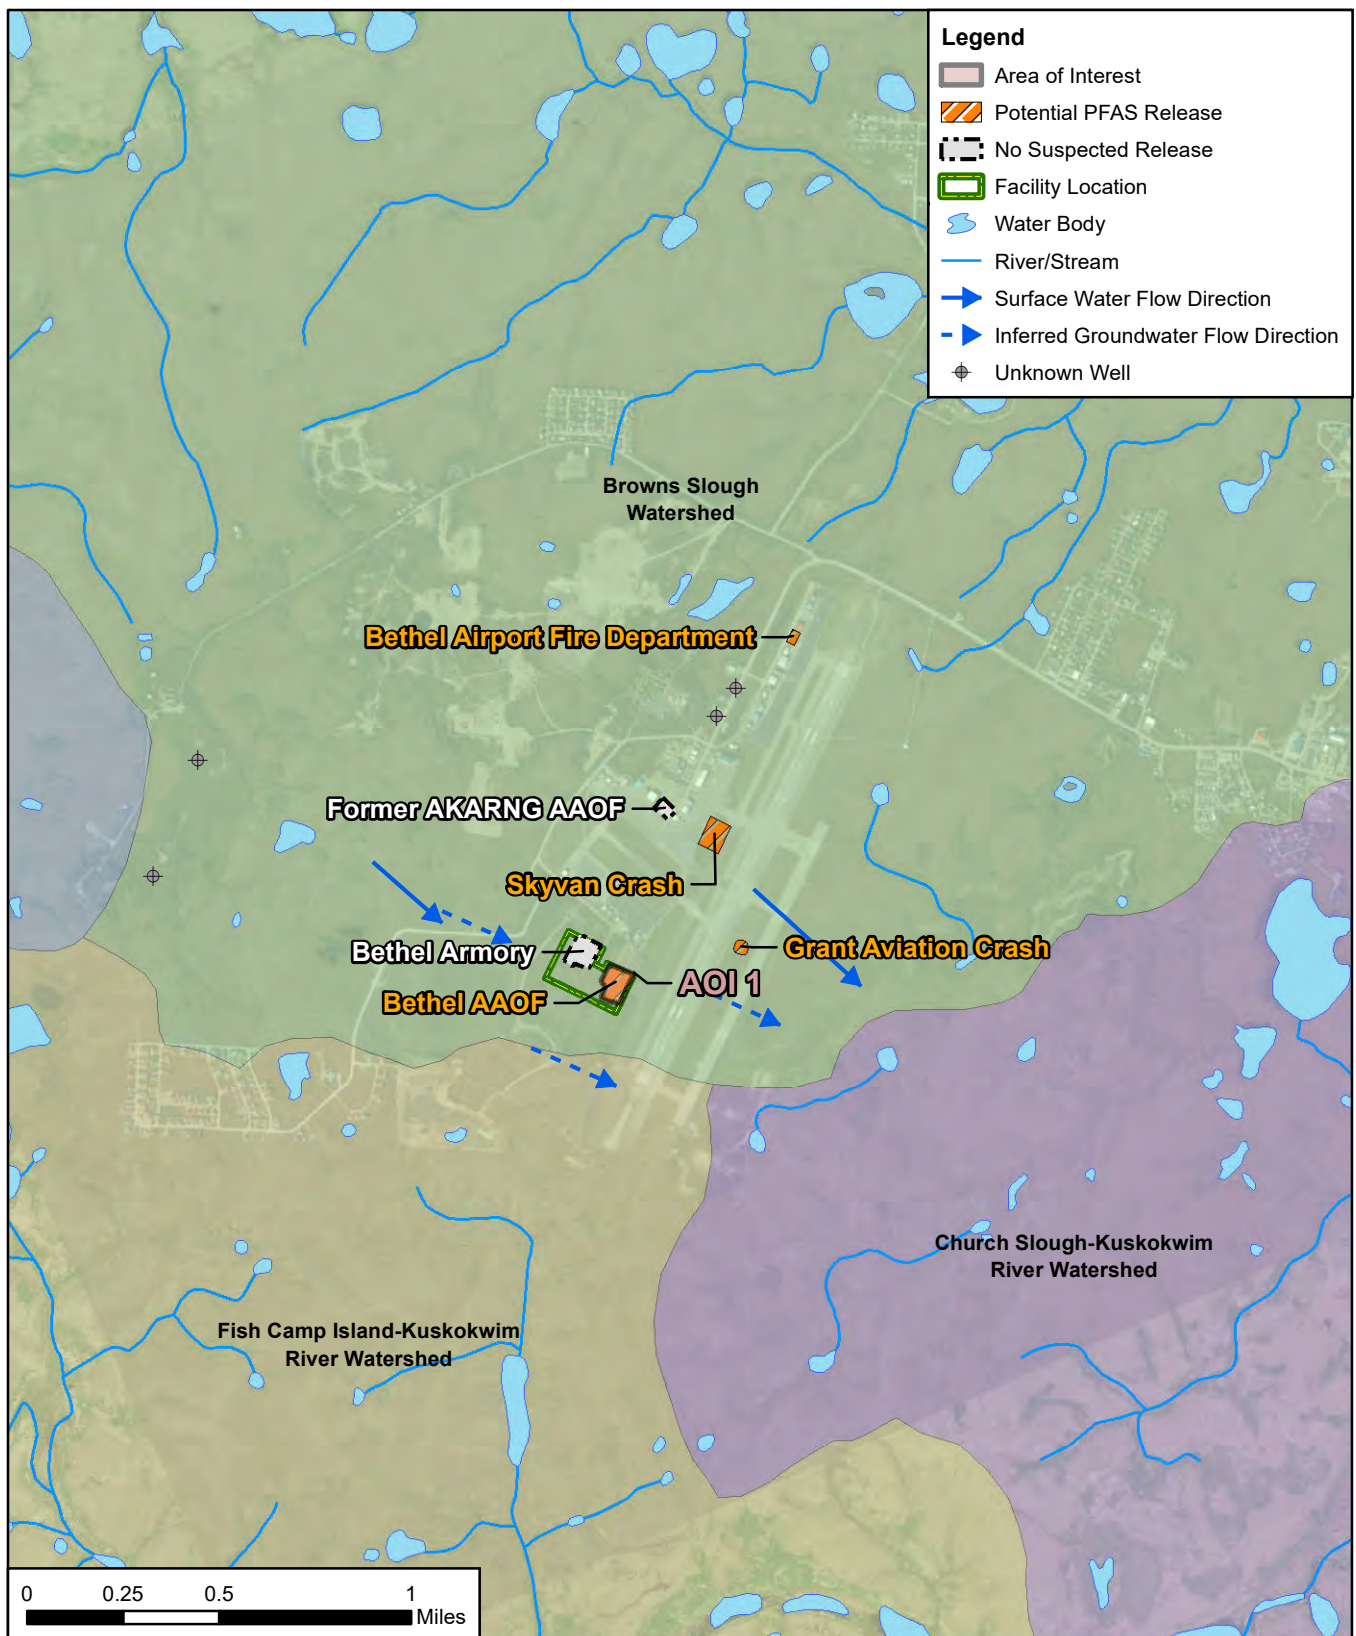 Legend
Area of Interest
Potential PFAS Release
No Suspected Release
Facility Location
Water Body
River/Stream
Surface Water Flow Direction
Inferred Groundwater Flow Direction
Unknown Well
Browns Slough
Watershed
Bethel Airport Fire Department
Former AKARNG AAOF
Skyvan Crash
Bethel Armory
Grant Aviation Crash
AOI 1
Bethel AAOF
Church Slough-Kuskokwim
River Watershed
Fish Camp Island-Kuskokwim
River Watershed
0 0.25 0.5 1
Miles